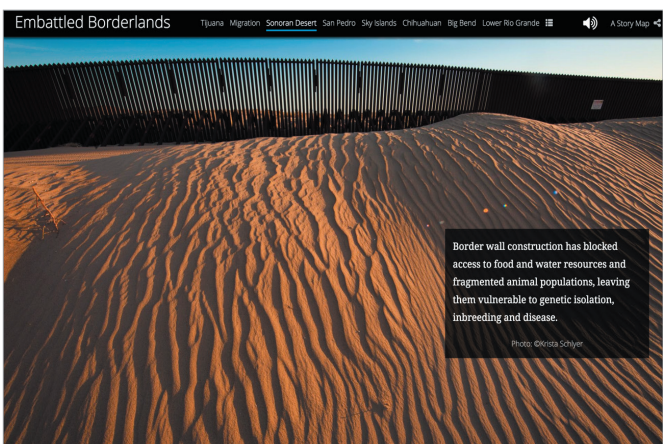 Embattled Borderlands
Tijuana Migration Sonoran Desert San Pedro Sky Islands Chihuahuan Big Bend Lower Rio Grande
A Story Map
Border wall construction has blocked
access to food and water resources and
fragmented animal populations, leaving
them vulnerable to genetic isolation,
inbreeding and disease.
Photo: ©Krista Schlyer